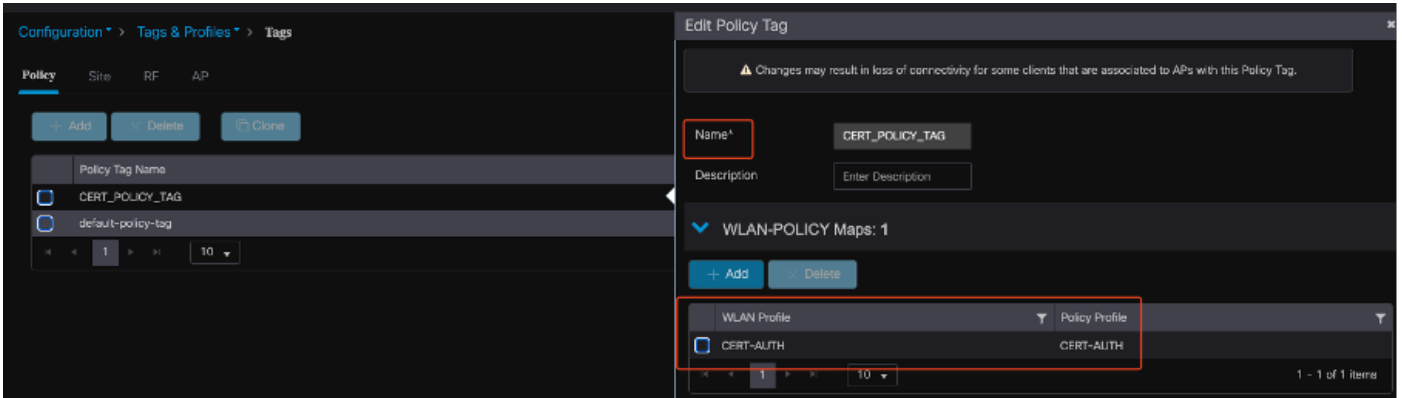 Configuration > Tags & Profiles > Tags
Policy Site RF AP
+ Add × Delete Clone
Policy Tag Name
CERT_POLICY_TAG
default-policy-tag
1 10
Edit Policy Tag ×
Changes may result in loss of connectivity for some clients that are associated to APs with this Policy Tag.
Name* CERT_POLICY_TAG
Description Enter Description
WLAN-POLICY Maps: 1
+ Add × Delete
WLAN Profile Policy Profile
CERT-AUTH CERT-AUTH
1 10 1 - 1 of 1 items